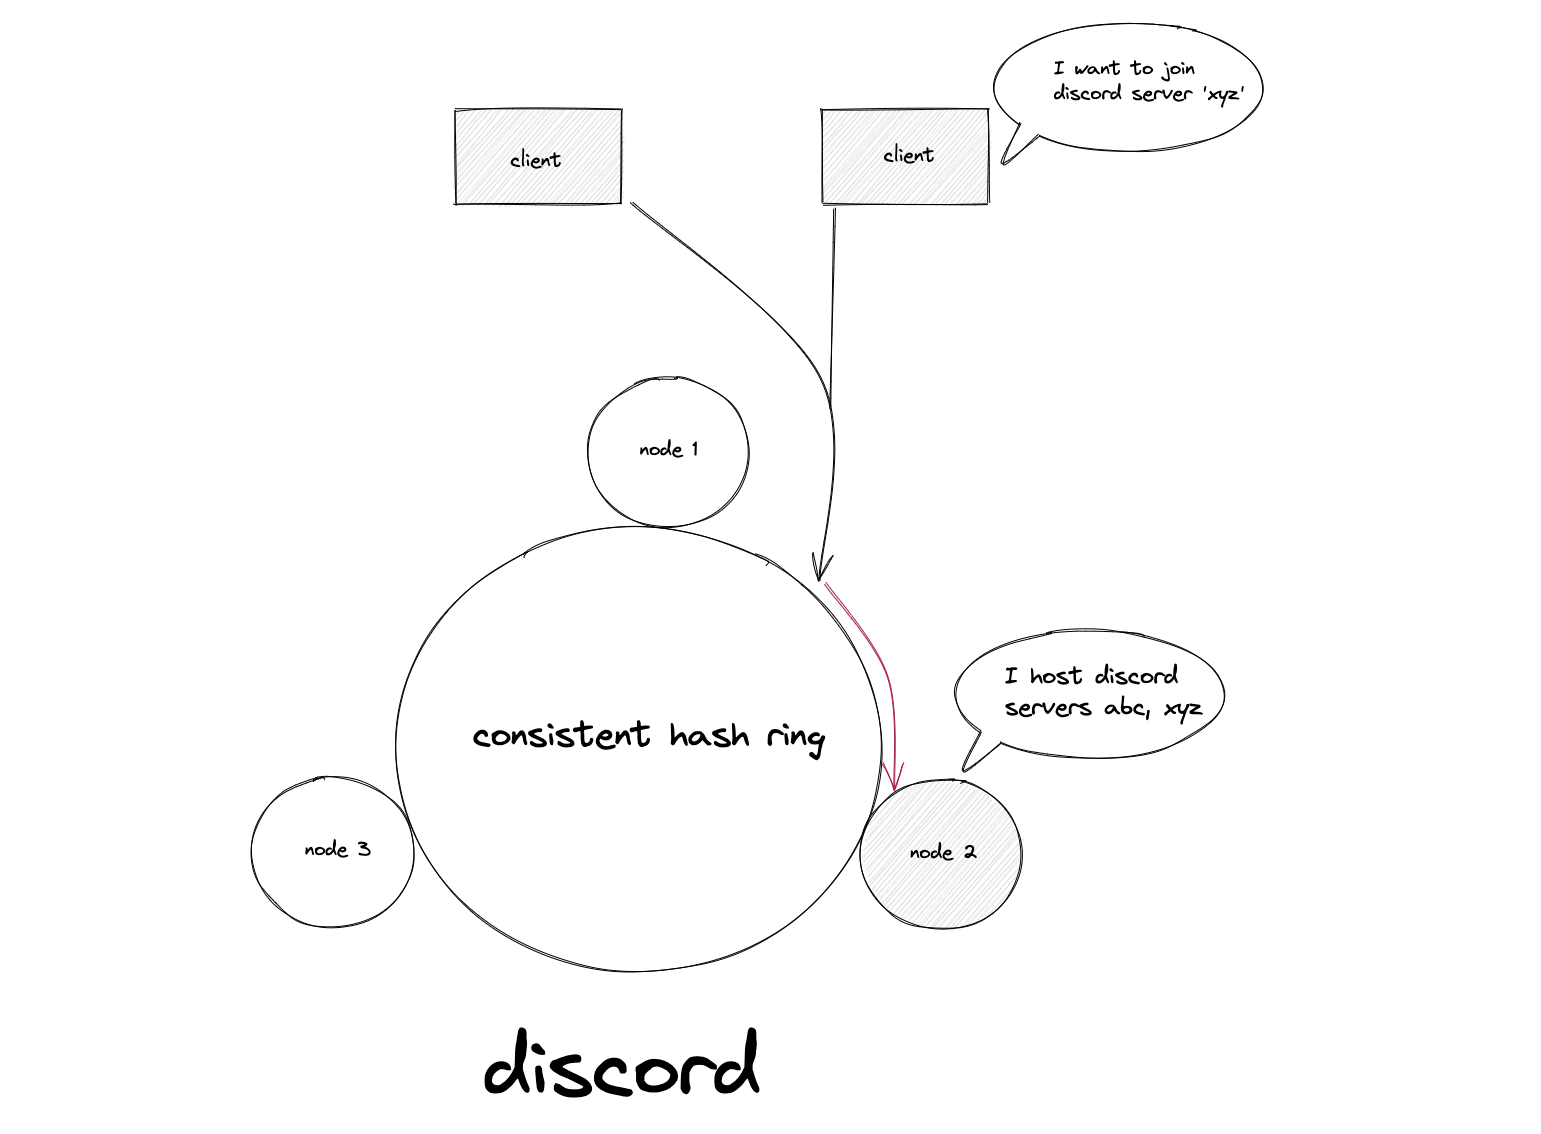 I want to join
discord server 'xyz'
client
client
node 1
I host discord
servers abc, xyz
consistent hash ring
node 3
node 2
discord